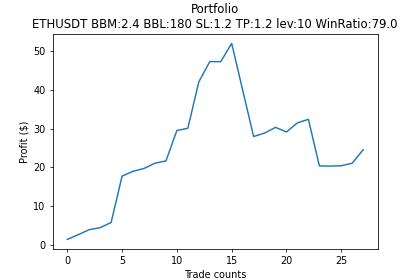 Portfolio
ETHUSDT BBM:2.4 BBL:180 SL:1.2 TP:1.2 lev:10 WinRatio:79.0
50
40
30
20
10
0
Profit ($)
0 5 10 15 20 25
Trade counts